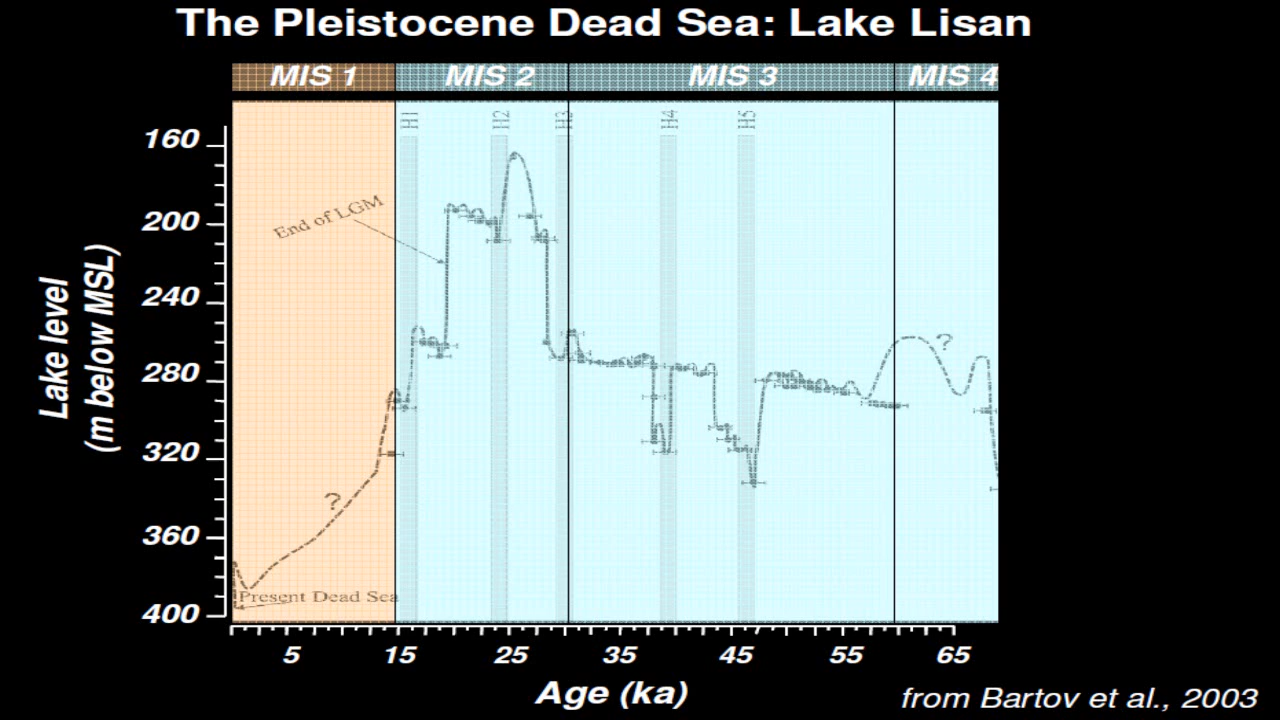 The Pleistocene Dead Sea: Lake Lisan
MIS 1 MIS 2 MIS 3 MIS 4
H1 H2 H3 H4 H5
160
200
240
280
320
360
400
Lake level
(m below MSL)
End of LGM
?
?
Present Dead Sea
5 15 25 35 45 55 65
Age (ka)
from Bartov et al., 2003